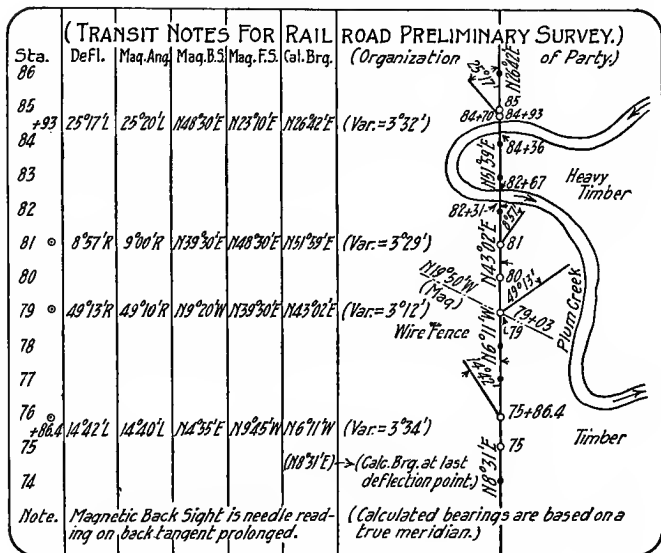 (TRANSIT NOTES FOR RAILROAD PRELIMINARY SURVEY.)
Sta. Defl. Mag.Ang. Mag.B.S. Mag.F.S. Cal.Brg. (Organization of Party.)
86
25°17' N26°42'E
85 85
+93 25°17'L 25°20'L N48°30'E N23°10'E N26°42'E (Var.=3°32') 84+70 84+93
84 84+36
N51°59'E
83 82+67 Heavy Timber
82 82+31
8°57'
81 8°57'R 9°00'R N39°30'E N48°30'E N51°59'E (Var.=3°29') 81
N43°02'E
80 N19°50'W (Mag.) 80 49°13'
79 49°13'R 49°10'R N9°20'W N39°30'E N43°02'E (Var.=3°12') 79+03 Plum Creek
Wire Fence 79
78 N6°11'W
77
76 75+86.4
+86.4 14°42'L 14°40'L N4°55'E N9°45'W N6°11'W (Var.=3°34') Timber
75 75
(N8°31'E) (Calc. Brg. at last
74 deflection point.) N8°31'E
Note. Magnetic Back Sight is needle read- (Calculated bearings are based on a
ing on back tangent prolonged. true meridian.)